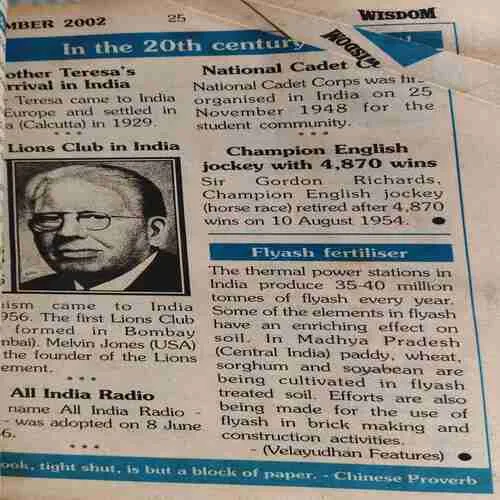 MBER 2002
25
WISDOM
In the 20th century
WISDOM
other Teresa's
rrival in India
Teresa came to India
Europe and settled in
a (Calcutta) in 1929.
* * *
Lions Club in India
ism came to India
956. The first Lions Club
formed in Bombay
mbai). Melvin Jones (USA)
the founder of the Lions
ement.
* * *
All India Radio
name All India Radio -
- was adopted on 8 June
6.
* * *
National Cadet C
National Cadet Corps was
organised in India on 25
November 1948 for the
student community.
* * *
Champion English
jockey with 4,870 wins
Sir Gordon Richards,
Champion English jockey
(horse race) retired after 4,870
wins on 10 August 1954. ●
Flyash fertiliser
The thermal power stations in
India produce 35-40 million
tonnes of flyash every year.
Some of the elements in flyash
have an enriching effect on
soil. In Madhya Pradesh
(Central India) paddy, wheat,
sorghum and soyabean are
being cultivated in flyash
treated soil. Efforts are also
being made for the use of
flyash in brick making and
construction activities.
- (Velayudhan Features) ●
ook, tight shut, is but a block of paper. - Chinese Proverb